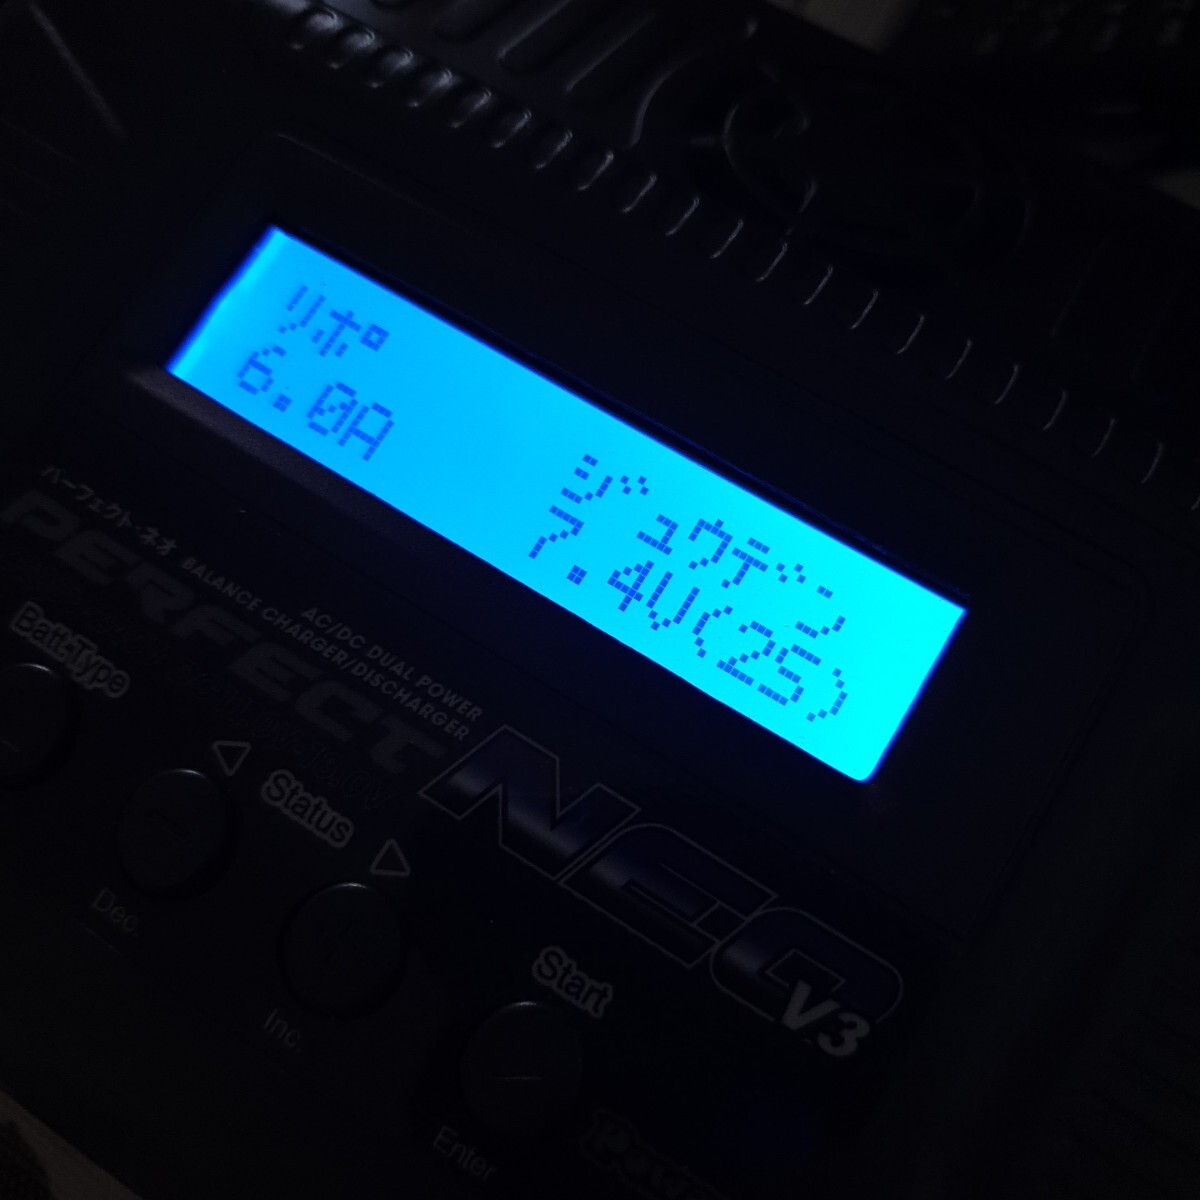 リポ ジュウデン
6.0A 7.4V(2S)
パーフェクト・ネオ
PERFECT
AC/DC DUAL POWER
BALANCE CHARGER/DISCHARGER
NEO
V3
Batt.Type
◁ Status ▷
Start
Dec.
Inc
Enter